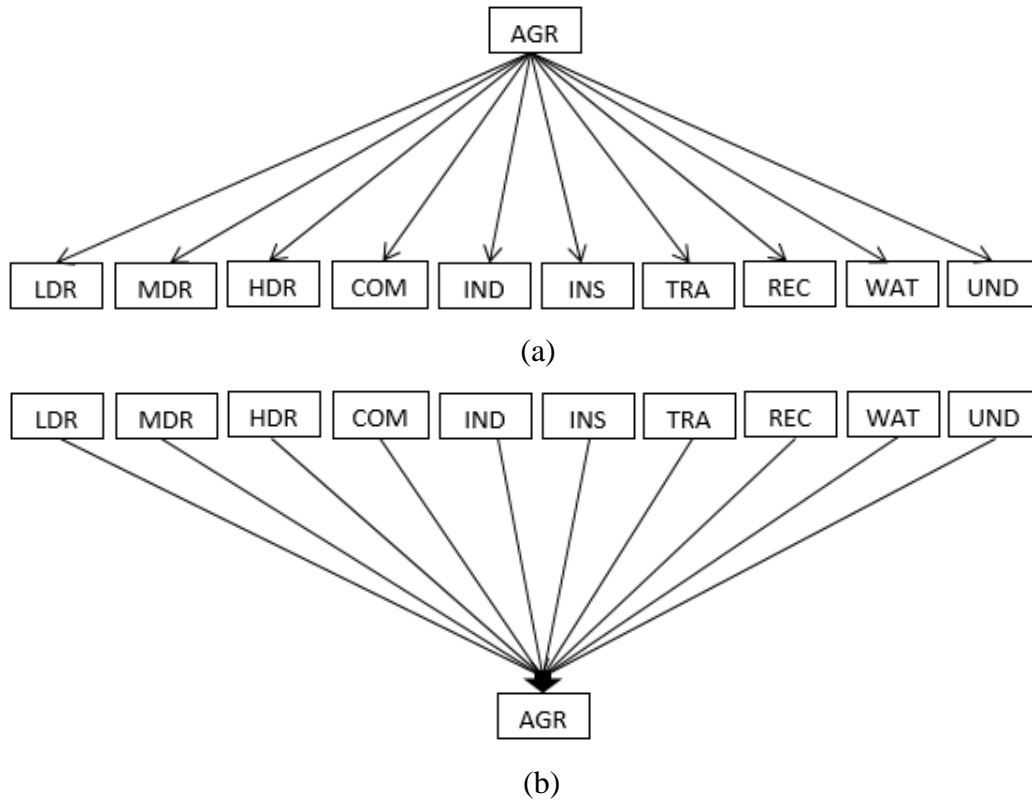 AGR
LDR MDR HDR COM IND INS TRA REC WAT UND
(a)
LDR MDR HDR COM IND INS TRA REC WAT UND
AGR
(b)